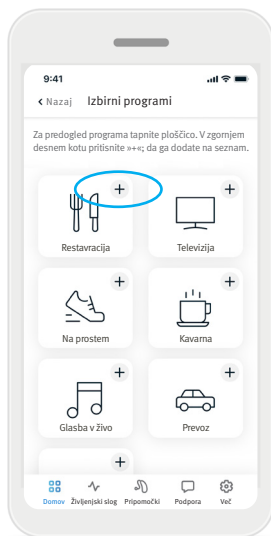 9:41
Nazaj Izbirni programi
Za predogled programa tapnite ploščico. V zgornjem
desnem kotu pritisnite »+«; da ga dodate na seznam.
+ +
Restavracija Televizija
+ +
Na prostem Kavarna
+ +
Glasba v živo Prevoz
+
Domov Življenjski slog Pripomočki Podpora Več